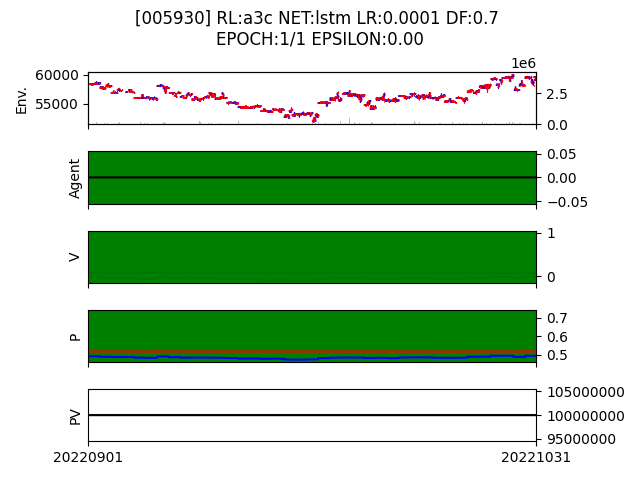 [005930] RL:a3c NET:lstm LR:0.0001 DF:0.7
EPOCH:1/1 EPSILON:0.00
1e6
60000
55000
Env.
2.5
0.0
Agent
0.05
0.00
−0.05
V
1
0
P
0.7
0.6
0.5
PV
105000000
100000000
95000000
20220901
20221031